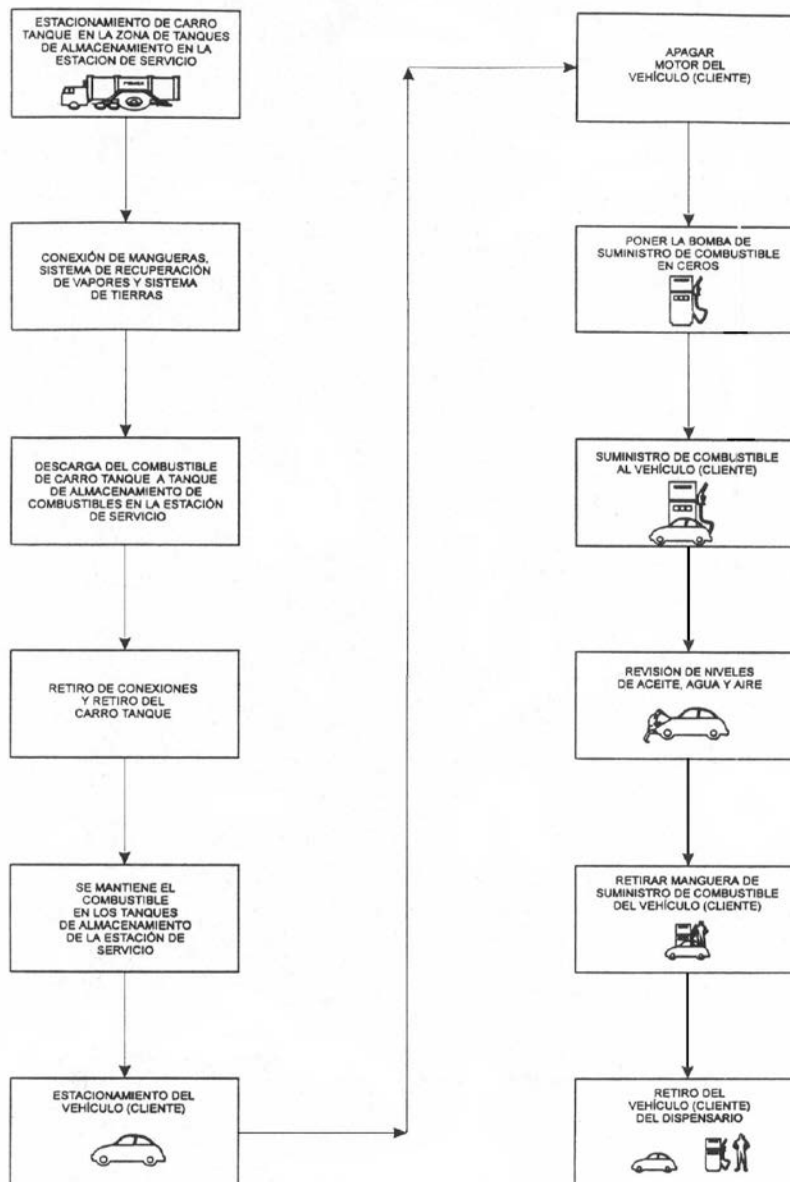 ESTACIONAMIENTO DE CARRO
TANQUE EN LA ZONA DE TANQUES
DE ALMACENAMIENTO EN LA
ESTACION DE SERVICIO
CONEXIÓN DE MANGUERAS,
SISTEMA DE RECUPERACIÓN
DE VAPORES Y SISTEMA
DE TIERRAS
DESCARGA DEL COMBUSTIBLE
DE CARRO TANQUE A TANQUE
DE ALMACENAMIENTO DE
COMBUSTIBLES EN LA ESTACIÓN
DE SERVICIO
RETIRO DE CONEXIONES
Y RETIRO DEL
CARRO TANQUE
SE MANTIENE EL
COMBUSTIBLE
EN LOS TANQUES
DE ALMACENAMIENTO
DE LA ESTACIÓN DE
SERVICIO
ESTACIONAMIENTO DEL
VEHÍCULO (CLIENTE)
APAGAR
MOTOR DEL
VEHÍCULO (CLIENTE)
PONER LA BOMBA DE
SUMINISTRO DE COMBUSTIBLE
EN CEROS
SUMINISTRO DE COMBUSTIBLE
AL VEHÍCULO (CLIENTE)
REVISIÓN DE NIVELES
DE ACEITE, AGUA Y AIRE
RETIRAR MANGUERA DE
SUMINISTRO DE COMBUSTIBLE
DEL VEHÍCULO (CLIENTE)
RETIRO DEL
VEHÍCULO (CLIENTE)
DEL DISPENSARIO